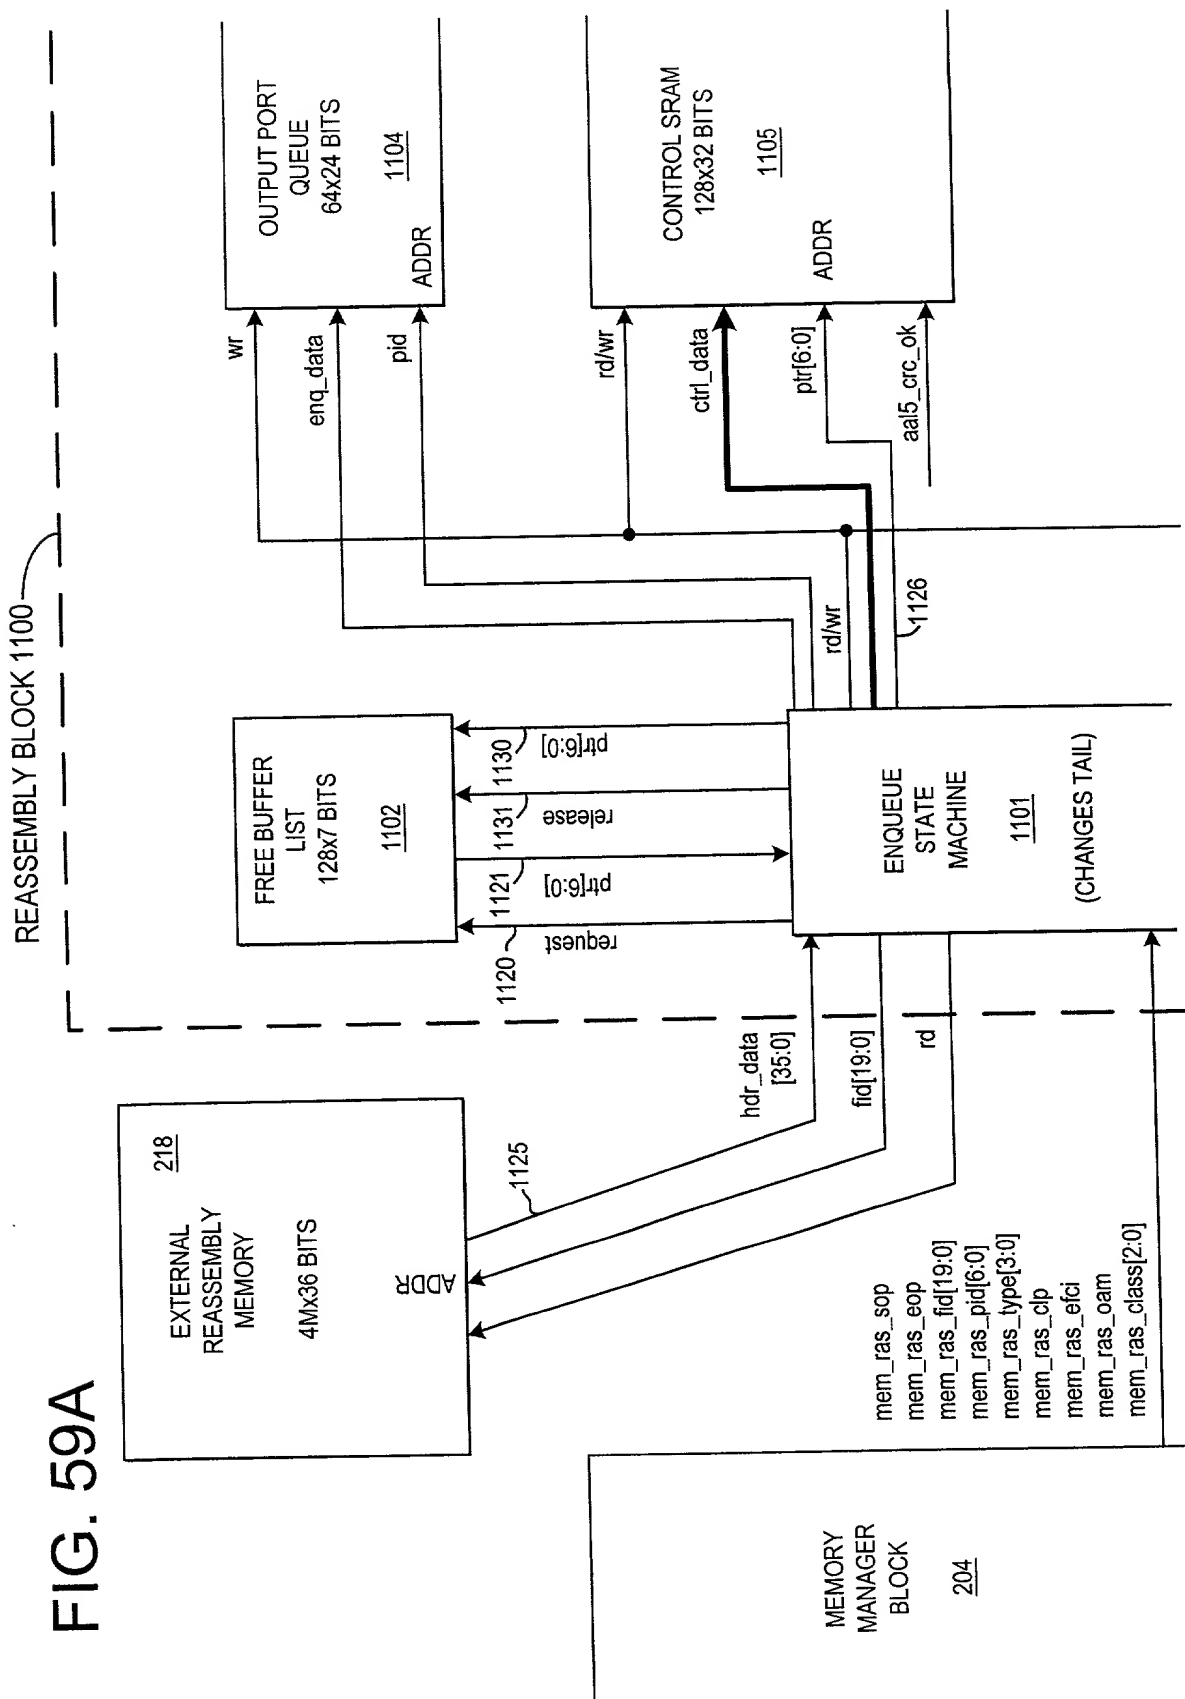 FIG. 59A
REASSEMBLY BLOCK 1100
EXTERNAL
REASSEMBLY
MEMORY
218
4Mx36 BITS
ADDR
1125
FREE BUFFER
LIST
128x7 BITS
1102
1120
request
1121
ptr[6:0]
1131
release
1130
ptr[6:0]
OUTPUT PORT
QUEUE
64x24 BITS
1104
ADDR
wr
enq_data
pid
CONTROL SRAM
128x32 BITS
1105
ADDR
rd/wr
ctrl_data
ptr[6:0]
aal5_crc_ok
hdr_data
[35:0]
fid[19:0]
rd
ENQUEUE
STATE
MACHINE
1101
(CHANGES TAIL)
rd/wr
1126
mem_ras_sop
mem_ras_eop
mem_ras_fid[19:0]
mem_ras_pid[6:0]
mem_ras_type[3:0]
mem_ras_clp
mem_ras_efci
mem_ras_oam
mem_ras_class[2:0]
MEMORY
MANAGER
BLOCK
204